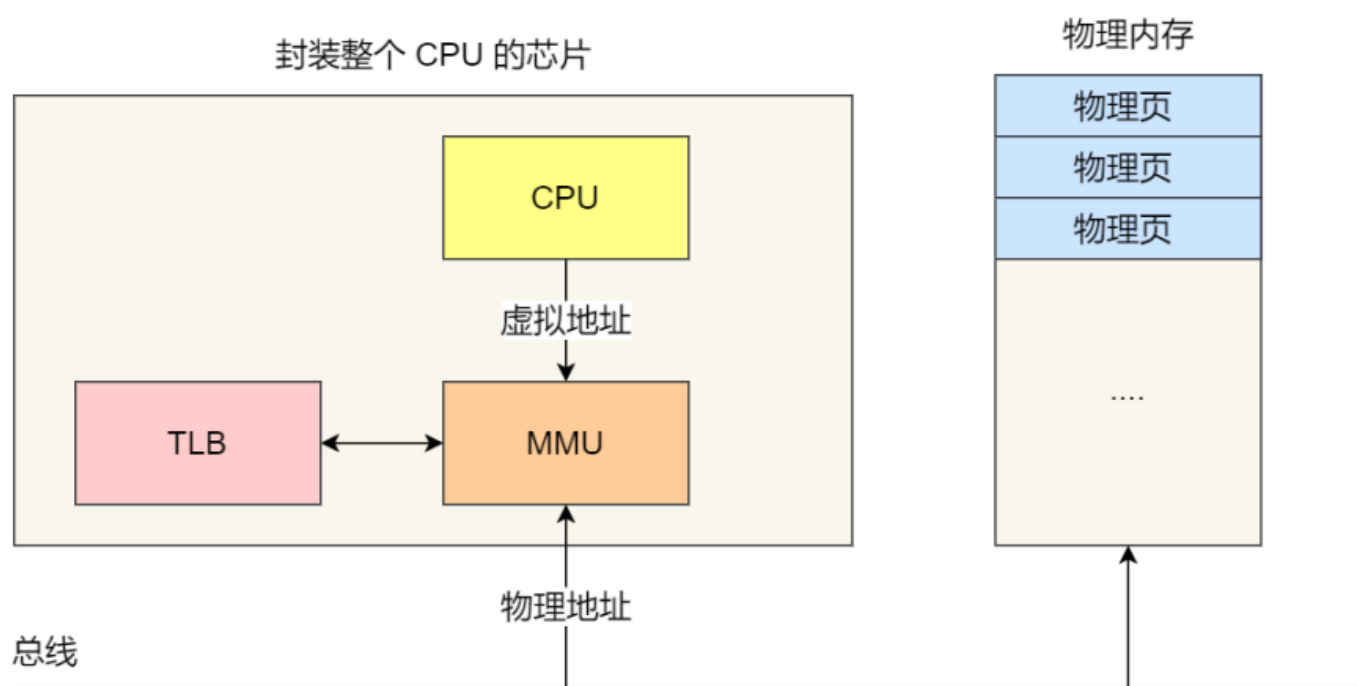 封装整个 CPU 的芯片
物理内存
物理页
物理页
物理页
CPU
虚拟地址
....
TLB
MMU
物理地址
总线